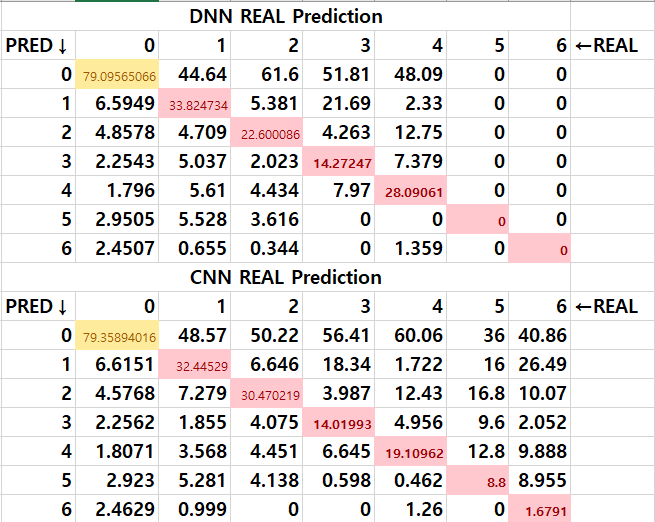 DNN REAL Prediction
PRED↓ 0 1 2 3 4 5 6 ←REAL
0 79.09565066 44.64 61.6 51.81 48.09 0 0
1 6.5949 33.824734 5.381 21.69 2.33 0 0
2 4.8578 4.709 22.600086 4.263 12.75 0 0
3 2.2543 5.037 2.023 14.27247 7.379 0 0
4 1.796 5.61 4.434 7.97 28.09061 0 0
5 2.9505 5.528 3.616 0 0 0 0
6 2.4507 0.655 0.344 0 1.359 0 0
CNN REAL Prediction
PRED↓ 0 1 2 3 4 5 6 ←REAL
0 79.35894016 48.57 50.22 56.41 60.06 36 40.86
1 6.6151 32.44529 6.646 18.34 1.722 16 26.49
2 4.5768 7.279 30.470219 3.987 12.43 16.8 10.07
3 2.2562 1.855 4.075 14.01993 4.956 9.6 2.052
4 1.8071 3.568 4.451 6.645 19.10962 12.8 9.888
5 2.923 5.281 4.138 0.598 0.462 8.8 8.955
6 2.4629 0.999 0 0 1.26 0 1.6791